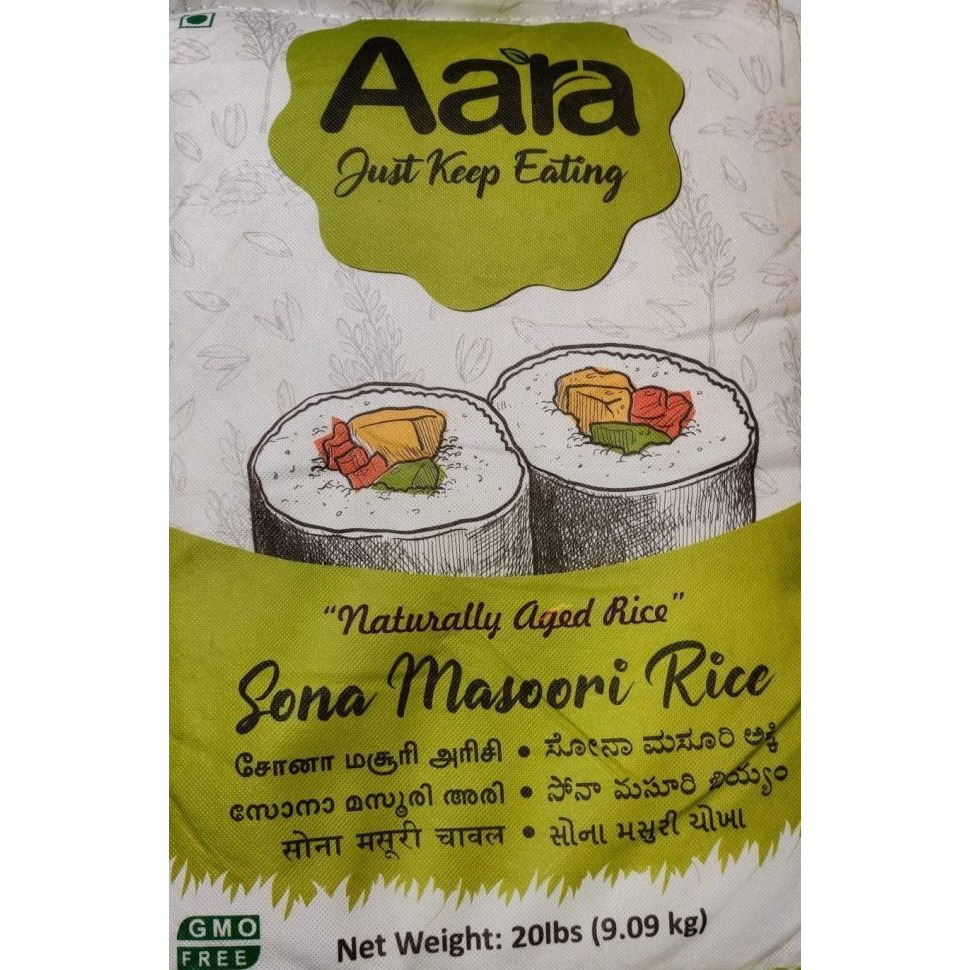 Aara
Just Keep Eating
"Naturally Aged Rice"
Sona Masoori Rice
சோனா மசூரி அரிசி • ಸೋನಾ ಮಸೂರಿ ಅಕ್ಕಿ
സോനാ മസൂരി അരി • సోనా మసూరి బియ్యం
सोना मसूरी चावल • સોના મસુરી ચોખા
GMO
FREE
Net Weight: 20lbs (9.09 kg)